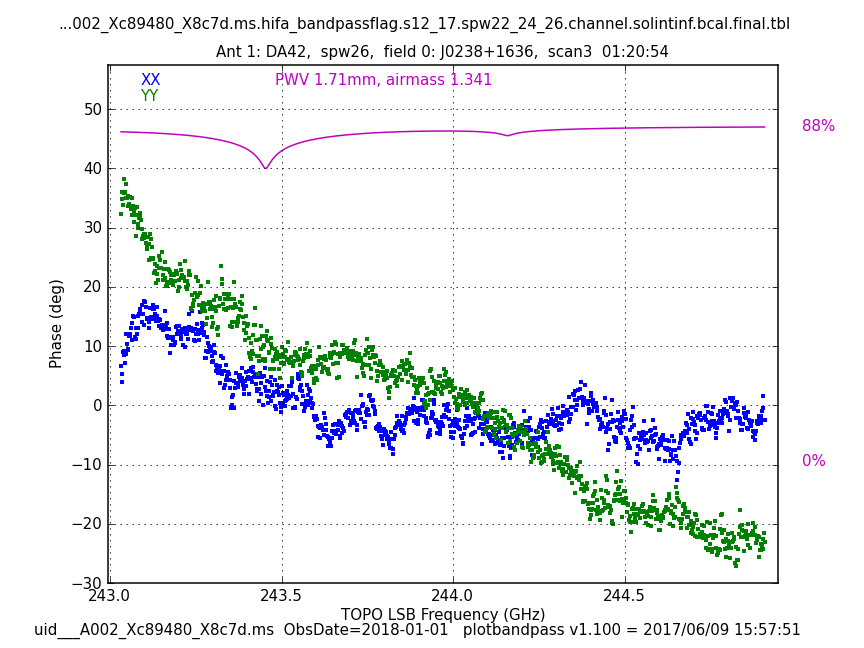 ...002_Xc89480_X8c7d.ms.hifa_bandpassflag.s12_17.spw22_24_26.channel.solintinf.bcal.final.tbl
Ant 1: DA42,  spw26,  field 0: J0238+1636,  scan3  01:20:54
XX
YY
PWV 1.71mm, airmass 1.341
88%
0%
Phase (deg)
50
40
30
20
10
0
−10
−20
−30
243.0
243.5
244.0
244.5
TOPO LSB Frequency (GHz)
uid___A002_Xc89480_X8c7d.ms  ObsDate=2018-01-01   plotbandpass v1.100 = 2017/06/09 15:57:51